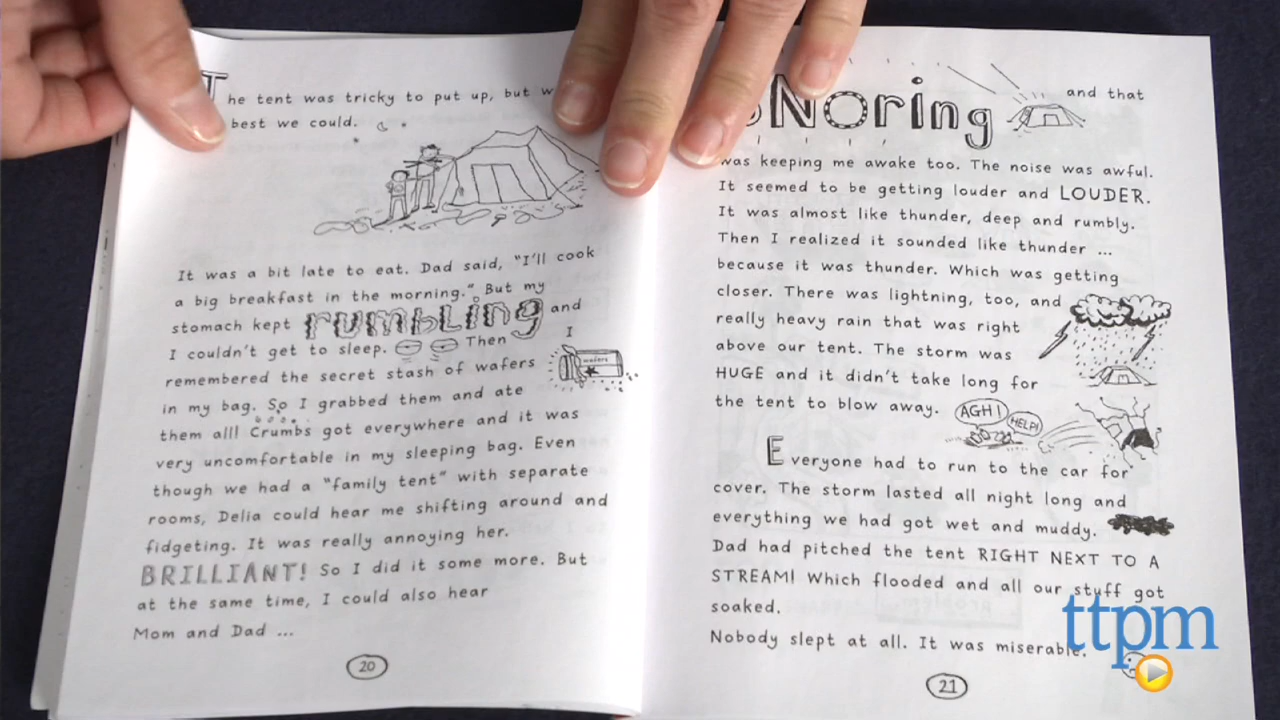 The tent was tricky to put up, but w
best we could.
It was a bit late to eat. Dad said, "I'll cook
a big breakfast in the morning." But my
stomach kept rumbling and
I couldn't get to sleep. Then I
remembered the secret stash of wafers
wafers
in my bag. So I grabbed them and ate
them all! Crumbs got everywhere and it was
very uncomfortable in my sleeping bag. Even
though we had a "family tent" with separate
rooms, Delia could hear me shifting around and
fidgeting. It was really annoying her.
BRILLIANT! So I did it some more. But
at the same time, I could also hear
Mom and Dad ...
20
NOring and that
was keeping me awake too. The noise was awful.
It seemed to be getting louder and LOUDER.
It was almost like thunder, deep and rumbly.
Then I realized it sounded like thunder ...
because it was thunder. Which was getting
closer. There was lightning, too, and
really heavy rain that was right
above our tent. The storm was
HUGE and it didn't take long for
the tent to blow away.
AGH!
HELP!
Everyone had to run to the car for
cover. The storm lasted all night long and
everything we had got wet and muddy.
Dad had pitched the tent RIGHT NEXT TO A
STREAM! Which flooded and all our stuff got
soaked.
Nobody slept at all. It was miserable.
21
ttpm